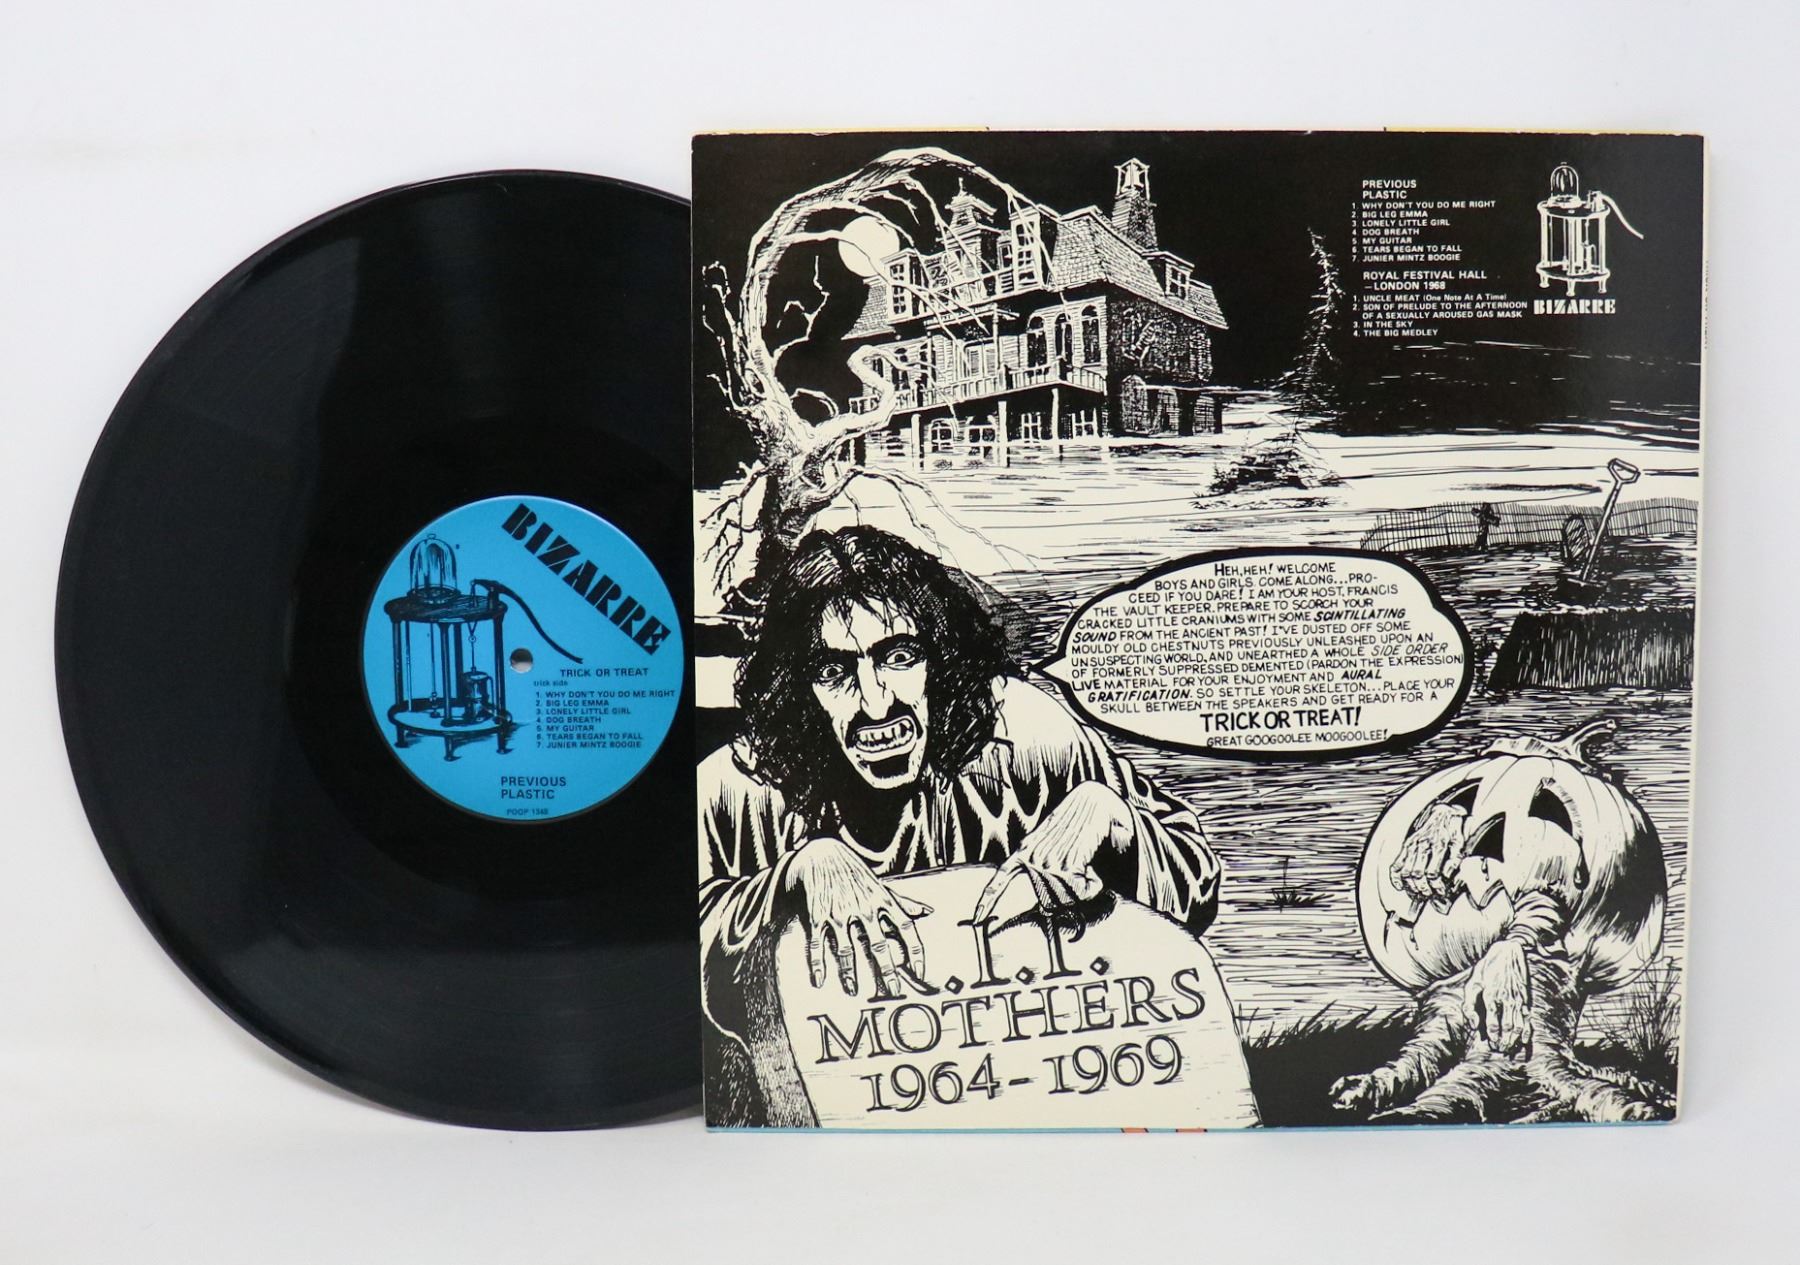 BIZARRE
TRICK OR TREAT
trick side
1. WHY DON'T YOU DO ME RIGHT
2. BIG LEG EMMA
3. LONELY LITTLE GIRL
4. DOG BREATH
5. MY GUITAR
6. TEARS BEGAN TO FALL
7. JUNIER MINTZ BOOGIE
PREVIOUS
PLASTIC
POOP 1348
PREVIOUS
PLASTIC
1. WHY DON'T YOU DO ME RIGHT
2. BIG LEG EMMA
3. LONELY LITTLE GIRL
4. DOG BREATH
5. MY GUITAR
6. TEARS BEGAN TO FALL
7. JUNIER MINTZ BOOGIE
ROYAL FESTIVAL HALL
—LONDON 1968
1. UNCLE MEAT (One Note At A Time)
2. SON OF PRELUDE TO THE AFTERNOON
OF A SEXUALLY AROUSED GAS MASK
3. IN THE SKY
4. THE BIG MEDLEY
BIZARRE
HEH, HEH! WELCOME
BOYS AND GIRLS. COME ALONG...PRO-
CEED IF YOU DARE! I AM YOUR HOST, FRANCIS
THE VAULT KEEPER. PREPARE TO SCORCH YOUR
CRACKED LITTLE CRANIUMS WITH SOME SCINTILLATING
SOUND FROM THE ANCIENT PAST! I'VE DUSTED OFF SOME
MOULDY OLD CHESTNUTS PREVIOUSLY UNLEASHED UPON AN
UNSUSPECTING WORLD, AND UNEARTHED A WHOLE SIDE ORDER
OF FORMERLY SUPPRESSED DEMENTED (PARDON THE EXPRESSION)
LIVE MATERIAL FOR YOUR ENJOYMENT AND AURAL
GRATIFICATION. SO SETTLE YOUR SKELETON...PLACE YOUR
SKULL BETWEEN THE SPEAKERS AND GET READY FOR A
TRICK OR TREAT!
GREAT GOOGOOLEE MOOGOOLEE!
R.I.P.
MOTHERS
1964-1969